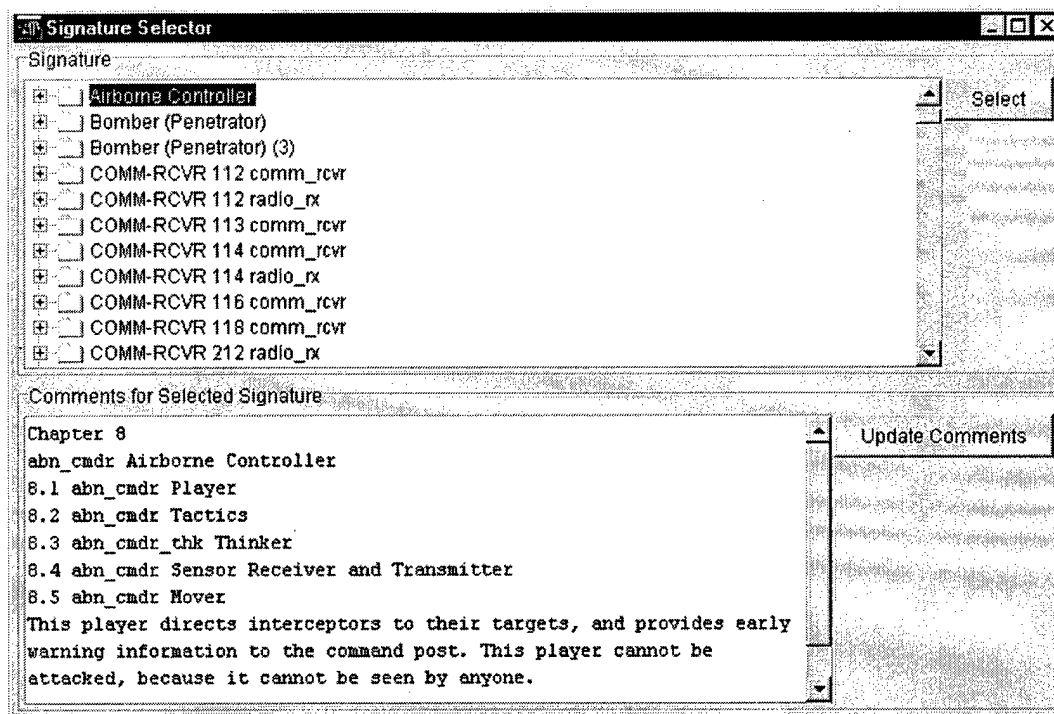 Signature Selector
Signature
Airborne Controller
Select
Bomber (Penetrator)
Bomber (Penetrator) (3)
COMM-RCVR 112 comm_rcvr
COMM-RCVR 112 radio_rx
COMM-RCVR 113 comm_rcvr
COMM-RCVR 114 comm_rcvr
COMM-RCVR 114 radio_rx
COMM-RCVR 116 comm_rcvr
COMM-RCVR 118 comm_rcvr
COMM-RCVR 212 radio_rx
Comments for Selected Signature
Chapter 8
Update Comments
abn_cmdr Airborne Controller
8.1 abn_cmdr Player
8.2 abn_cmdr Tactics
8.3 abn_cmdr_thk Thinker
8.4 abn_cmdr Sensor Receiver and Transmitter
8.5 abn_cmdr Mover
This player directs interceptors to their targets, and provides early
warning information to the command post. This player cannot be
attacked, because it cannot be seen by anyone.